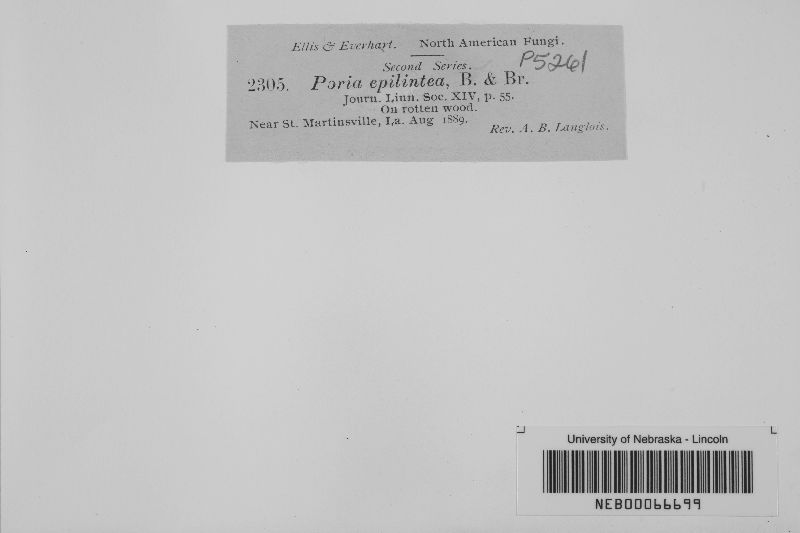 Ellis & Everhart. North American Fungi.
Second Series. P5261
2305. Poria epilintea, B. & Br.
Journ. Linn. Soc. XIV, p. 55.
On rotten wood.
Near St. Martinsville, La. Aug 1889.
Rev. A. B. Langlois.
University of Nebraska - Lincoln
NEB00066699